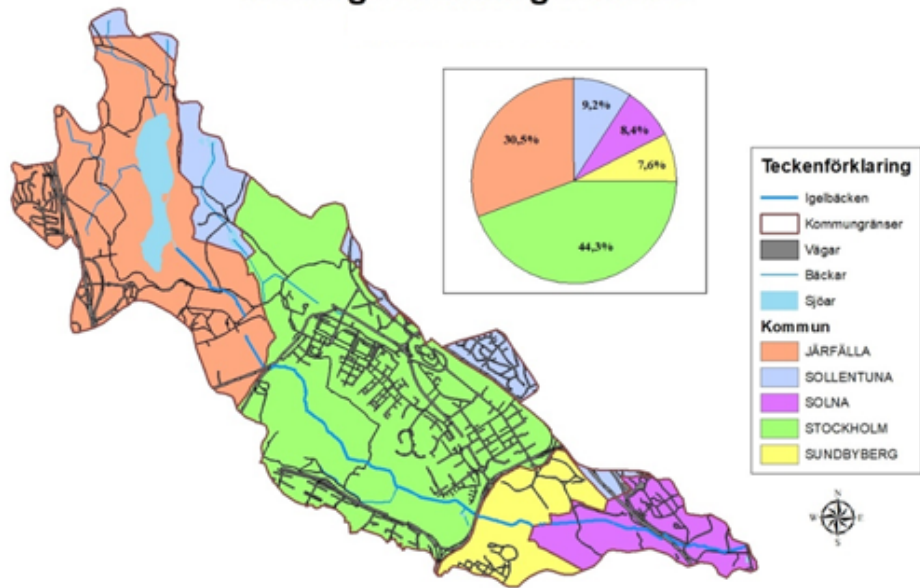 9,2%
30,5%
8,4%
7,6%
44,3%
Teckenförklaring
Igelbäcken
Kommungränser
Vägar
Bäckar
Sjöar
Kommun
JÄRFÄLLA
SOLLENTUNA
SOLNA
STOCKHOLM
SUNDBYBERG
N
W E
S